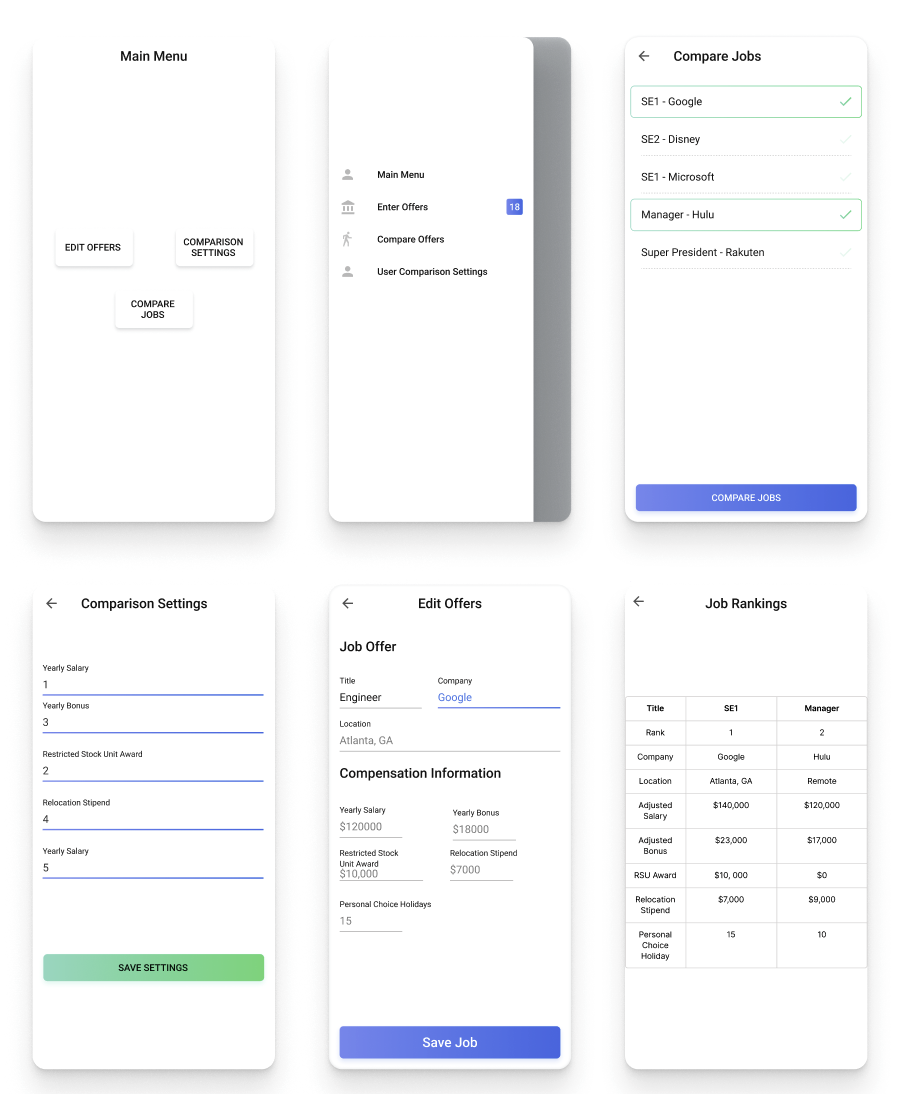 Main Menu
EDIT OFFERS
COMPARISON
SETTINGS
COMPARE
JOBS
Main Menu
Enter Offers
18
Compare Offers
User Comparison Settings
Compare Jobs
SE1 - Google
SE2 - Disney
SE1 - Microsoft
Manager - Hulu
Super President - Rakuten
COMPARE JOBS
Comparison Settings
Yearly Salary
1
Yearly Bonus
3
Restricted Stock Unit Award
2
Relocation Stipend
4
Yearly Salary
5
SAVE SETTINGS
Edit Offers
Job Offer
Title Company
Engineer Google
Location
Atlanta, GA
Compensation Information
Yearly Salary Yearly Bonus
$120000 $18000
Restricted Stock Relocation Stipend
Unit Award
$10,000 $7000
Personal Choice Holidays
15
Save Job
Job Rankings
Title SE1 Manager
Rank 1 2
Company Google Hulu
Location Atlanta, GA Remote
Adjusted $140,000 $120,000
Salary
Adjusted $23,000 $17,000
Bonus
RSU Award $10, 000 $0
Relocation $7,000 $9,000
Stipend
Personal 15 10
Choice
Holiday